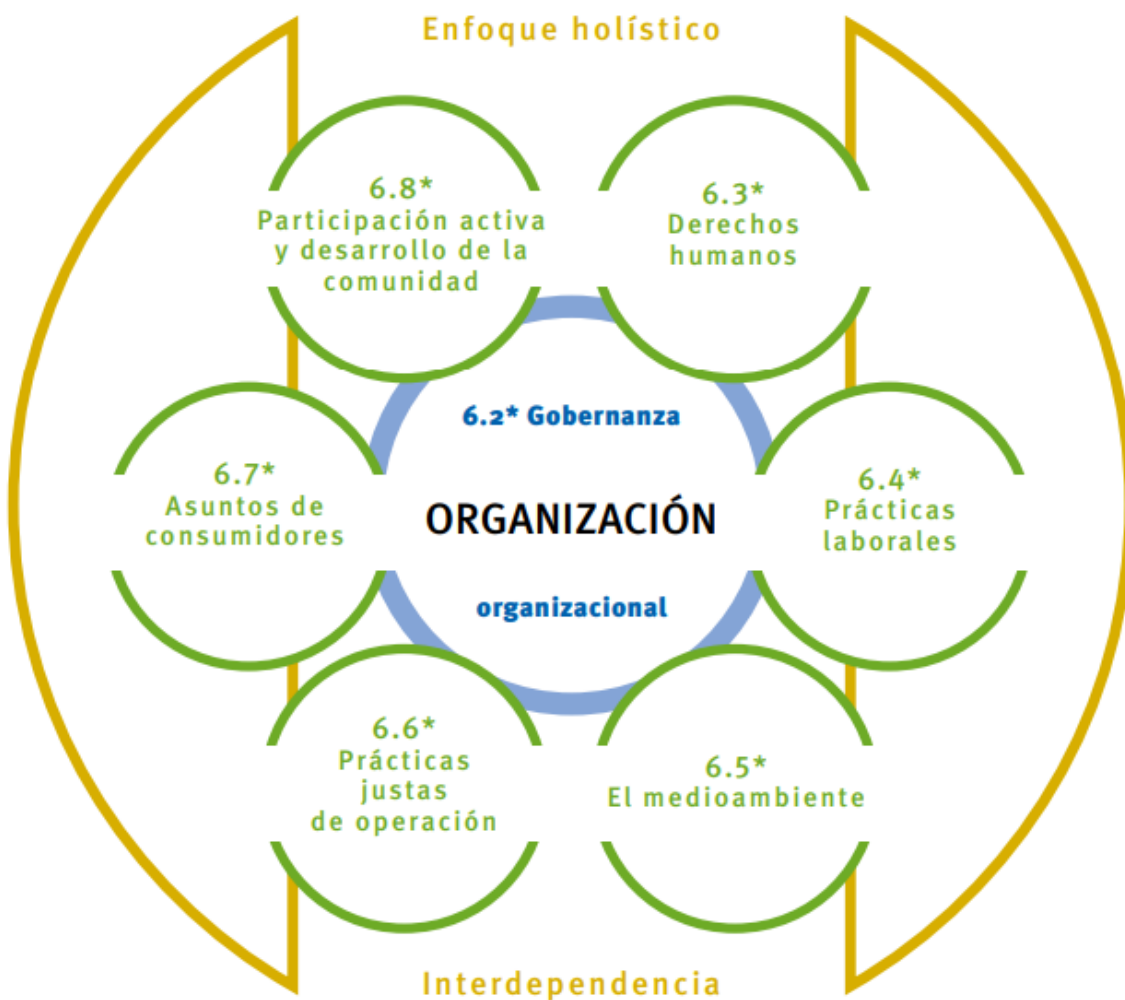 Enfoque holístico
6.8*
Participación activa
y desarrollo de la
comunidad
6.3*
Derechos
humanos
6.2* Gobernanza
ORGANIZACIÓN
organizacional
6.7*
Asuntos de
consumidores
6.4*
Prácticas
laborales
6.6*
Prácticas
justas
de operación
6.5*
El medioambiente
Interdependencia